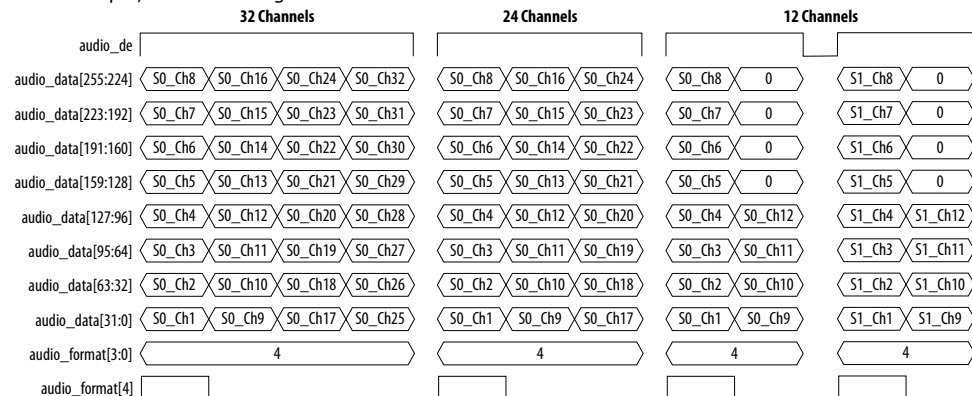 32 Channels 24 Channels 12 Channels
audio_de
audio_data[255:224] S0_Ch8 S0_Ch16 S0_Ch24 S0_Ch32 S0_Ch8 S0_Ch16 S0_Ch24 S0_Ch8 0 S1_Ch8 0
audio_data[223:192] S0_Ch7 S0_Ch15 S0_Ch23 S0_Ch31 S0_Ch7 S0_Ch15 S0_Ch23 S0_Ch7 0 S1_Ch7 0
audio_data[191:160] S0_Ch6 S0_Ch14 S0_Ch22 S0_Ch30 S0_Ch6 S0_Ch14 S0_Ch22 S0_Ch6 0 S1_Ch6 0
audio_data[159:128] S0_Ch5 S0_Ch13 S0_Ch21 S0_Ch29 S0_Ch5 S0_Ch13 S0_Ch21 S0_Ch5 0 S1_Ch5 0
audio_data[127:96] S0_Ch4 S0_Ch12 S0_Ch20 S0_Ch28 S0_Ch4 S0_Ch12 S0_Ch20 S0_Ch4 S0_Ch12 S1_Ch4 S1_Ch12
audio_data[95:64] S0_Ch3 S0_Ch11 S0_Ch19 S0_Ch27 S0_Ch3 S0_Ch11 S0_Ch19 S0_Ch3 S0_Ch11 S1_Ch3 S1_Ch11
audio_data[63:32] S0_Ch2 S0_Ch10 S0_Ch18 S0_Ch26 S0_Ch2 S0_Ch10 S0_Ch18 S0_Ch2 S0_Ch10 S1_Ch2 S1_Ch10
audio_data[31:0] S0_Ch1 S0_Ch9 S0_Ch17 S0_Ch25 S0_Ch1 S0_Ch9 S0_Ch17 S0_Ch1 S0_Ch9 S1_Ch1 S1_Ch9
audio_format[3:0] 4 4 4 4
audio_format[4]